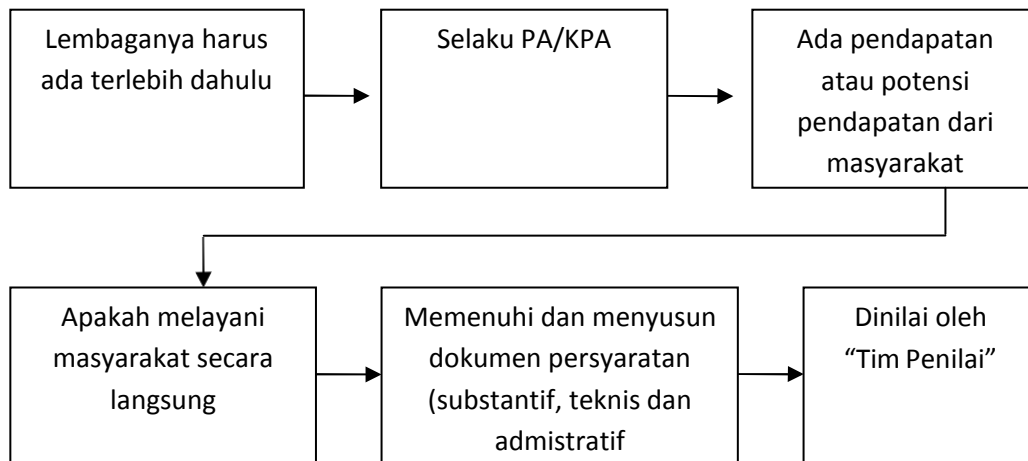 Lembaganya harus
ada terlebih dahulu
Selaku PA/KPA
Ada pendapatan
atau potensi
pendapatan dari
masyarakat
Apakah melayani
masyarakat secara
langsung
Memenuhi dan menyusun
dokumen persyaratan
(substantif, teknis dan
admistratif
Dinilai oleh
“Tim Penilai”